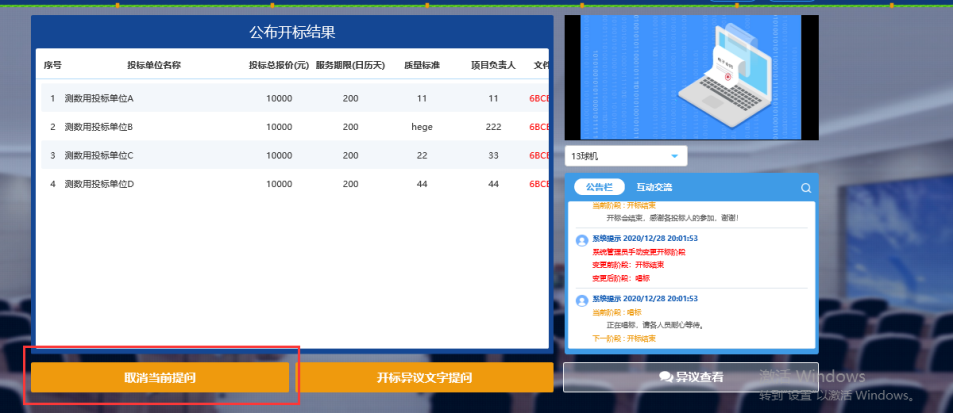 公布开标结果
序号 投标单位名称 投标总报价(元) 服务期限(日历天) 质量标准 项目负责人 文件
1 测数用投标单位A 10000 200 11 11 6BCE
2 测数用投标单位B 10000 200 hege 222 6BCE
3 测数用投标单位C 10000 200 22 33 6BCE
4 测数用投标单位D 10000 200 44 44 6BCE
取消当前提问
开标异议文字提问
13球机
公告栏 互动交流
当前阶段：开标结束
开标会结束，感谢各投标人的参加，谢谢！
系统提示 2020/12/28 20:01:53
系统管理员手动变更开标阶段
变更前阶段：开标结束
变更后阶段：唱标
系统提示 2020/12/28 20:01:53
当前阶段：唱标
正在唱标，请各人员耐心等待。
下一阶段：开标结束
异议查看
激活 Windows
转到"设置"以激活 Windows。